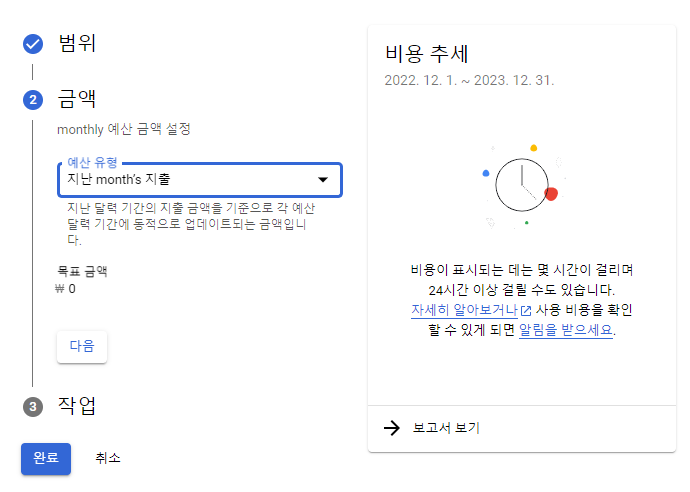 범위
2
금액
monthly 예산 금액 설정
예산 유형
지난 month's 지출
지난 달력 기간의 지출 금액을 기준으로 각 예산
달력 기간에 동적으로 업데이트되는 금액입니
다.
목표 금액
₩ 0
다음
3
작업
완료
취소
비용 추세
2022. 12. 1. ~ 2023. 12. 31.
비용이 표시되는 데는 몇 시간이 걸리며
24시간 이상 걸릴 수도 있습니다.
자세히 알아보거나 사용 비용을 확인
할 수 있게 되면 알림을 받으세요.
보고서 보기